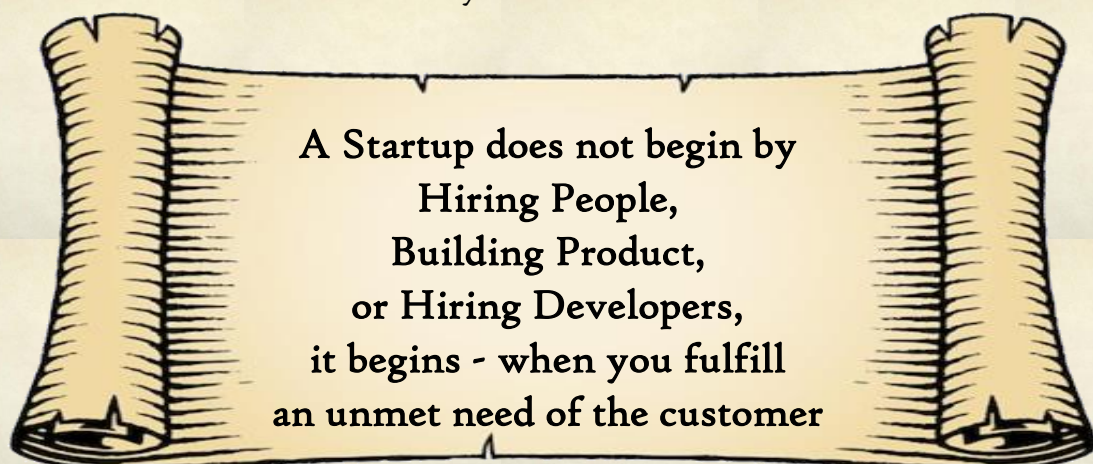 A Startup does not begin by
Hiring People,
Building Product,
or Hiring Developers,
it begins - when you fulfill
an unmet need of the customer